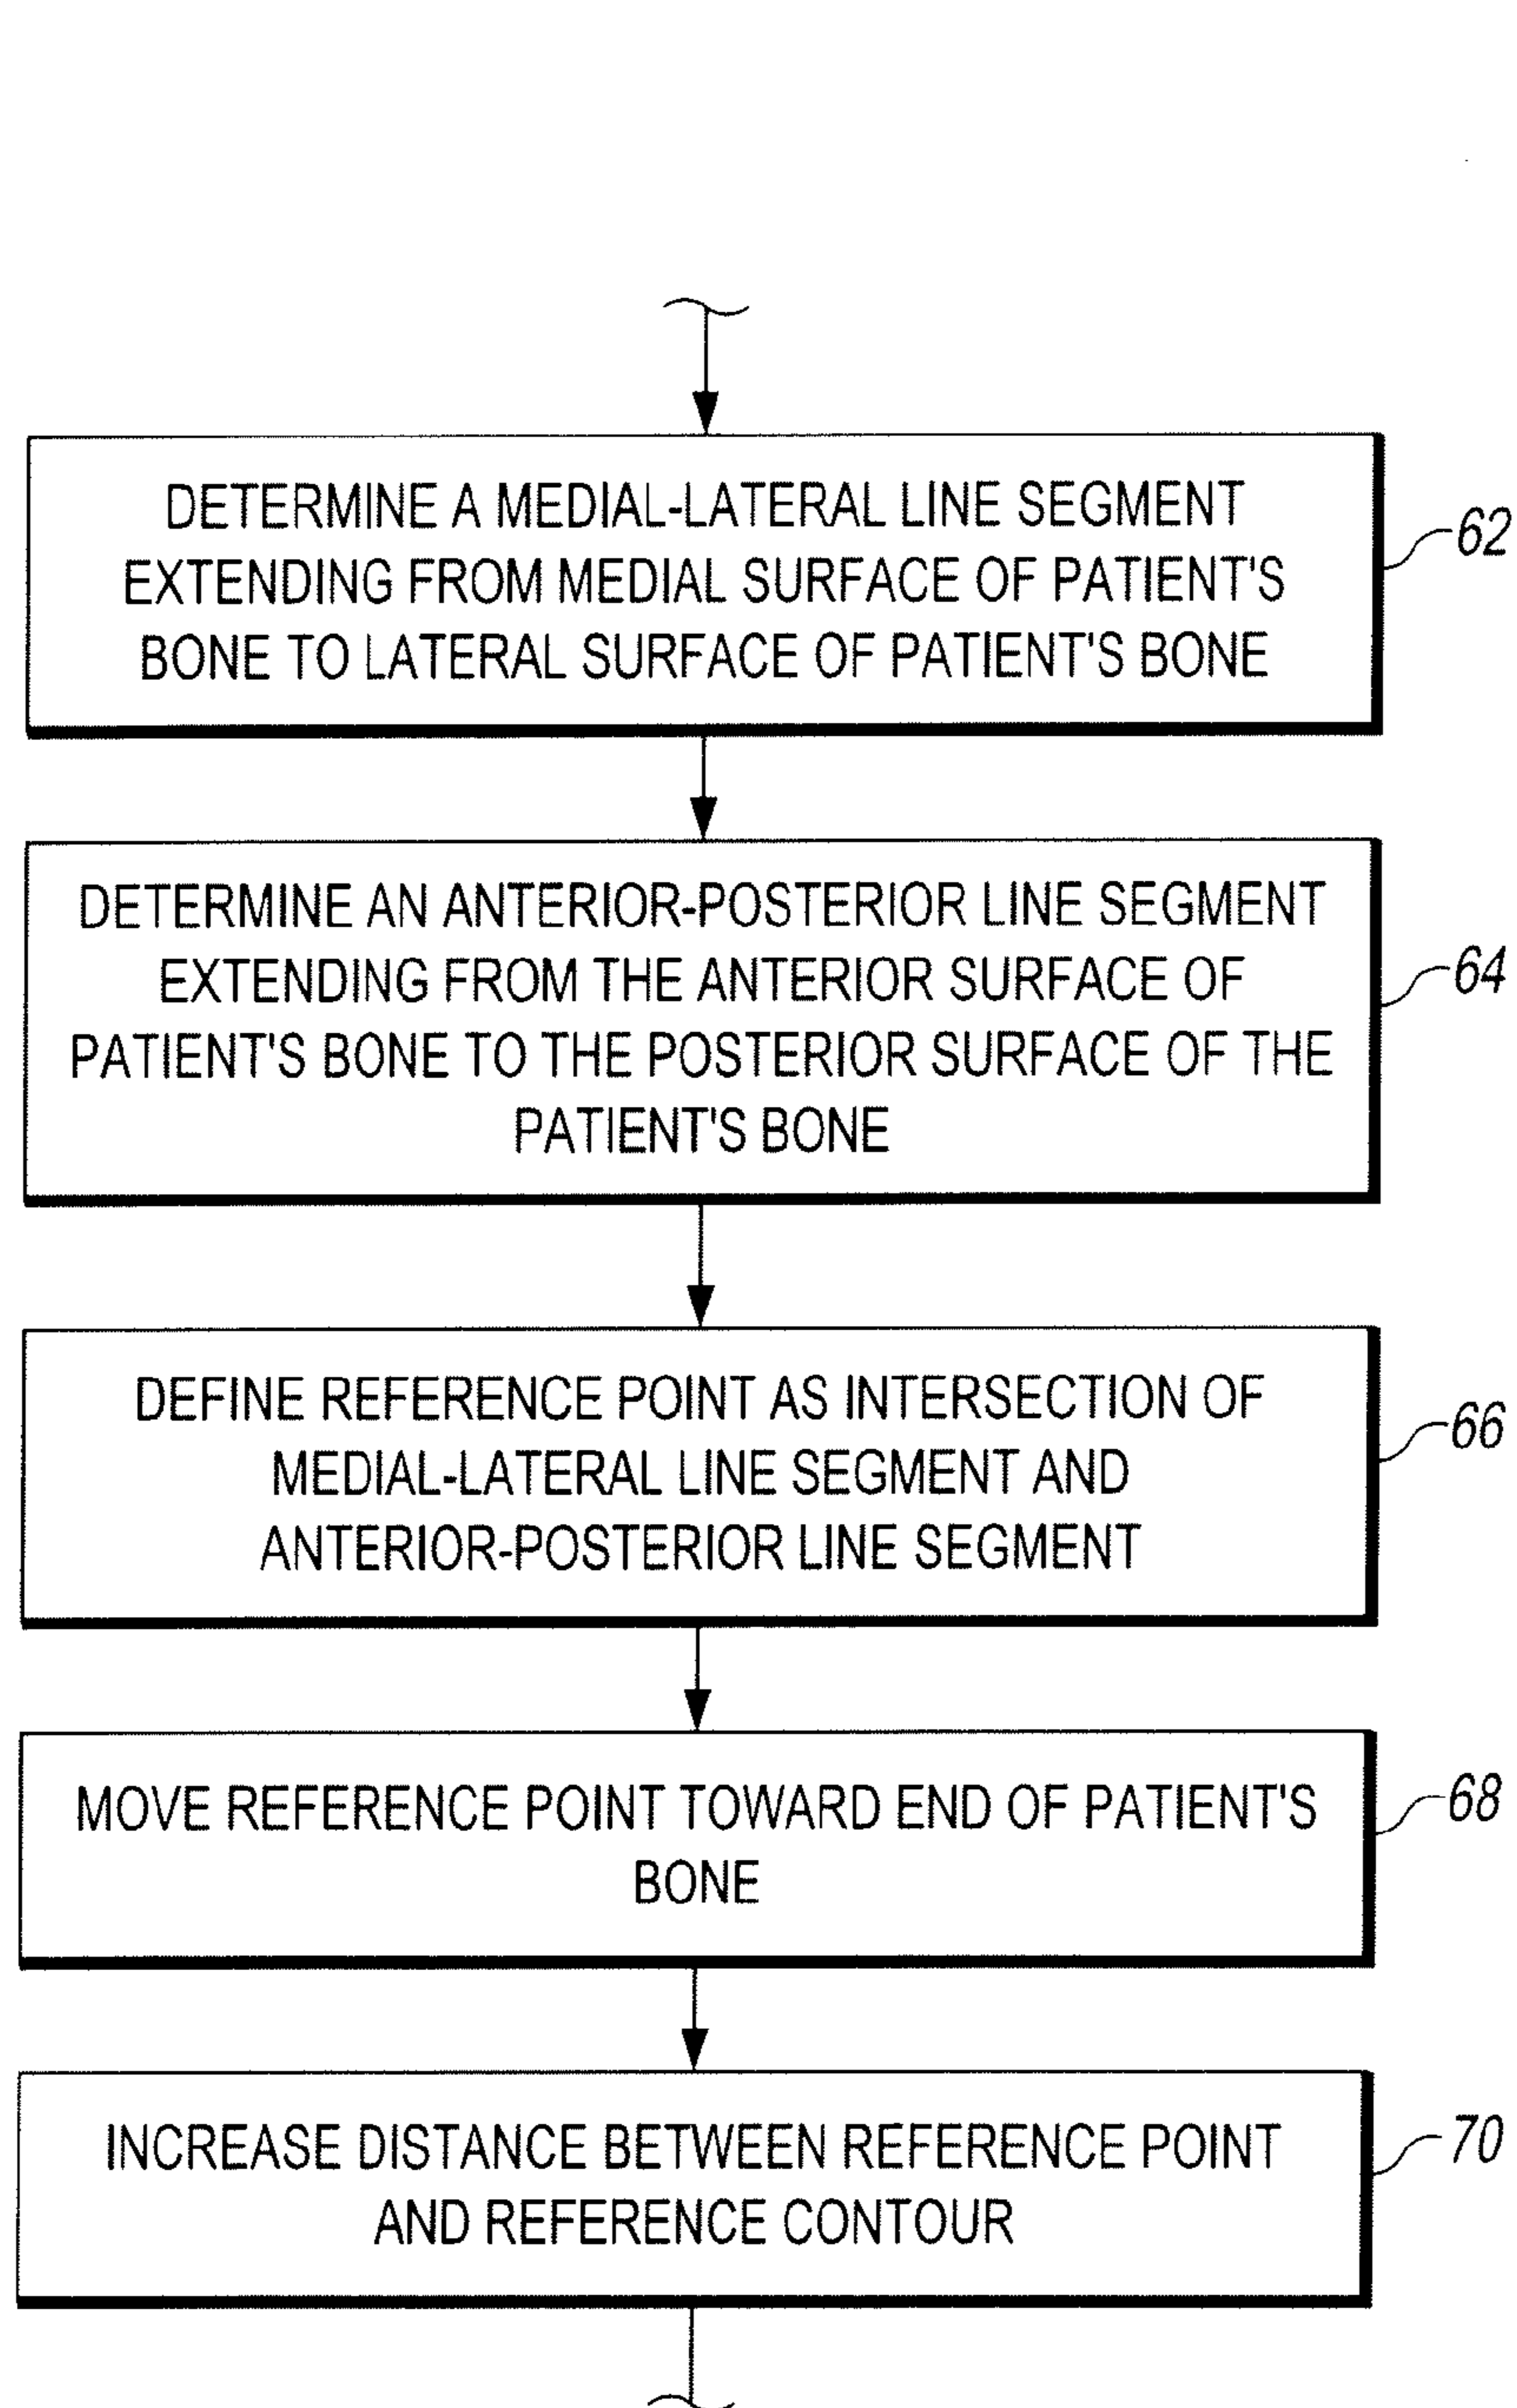 DETERMINE A MEDIAL-LATERAL LINE SEGMENT
EXTENDING FROM MEDIAL SURFACE OF PATIENT'S
BONE TO LATERAL SURFACE OF PATIENT'S BONE
62
DETERMINE AN ANTERIOR-POSTERIOR LINE SEGMENT
EXTENDING FROM THE ANTERIOR SURFACE OF
PATIENT'S BONE TO THE POSTERIOR SURFACE OF THE
PATIENT'S BONE
64
DEFINE REFERENCE POINT AS INTERSECTION OF
MEDIAL-LATERAL LINE SEGMENT AND
ANTERIOR-POSTERIOR LINE SEGMENT
66
MOVE REFERENCE POINT TOWARD END OF PATIENT'S
BONE
68
INCREASE DISTANCE BETWEEN REFERENCE POINT
AND REFERENCE CONTOUR
70